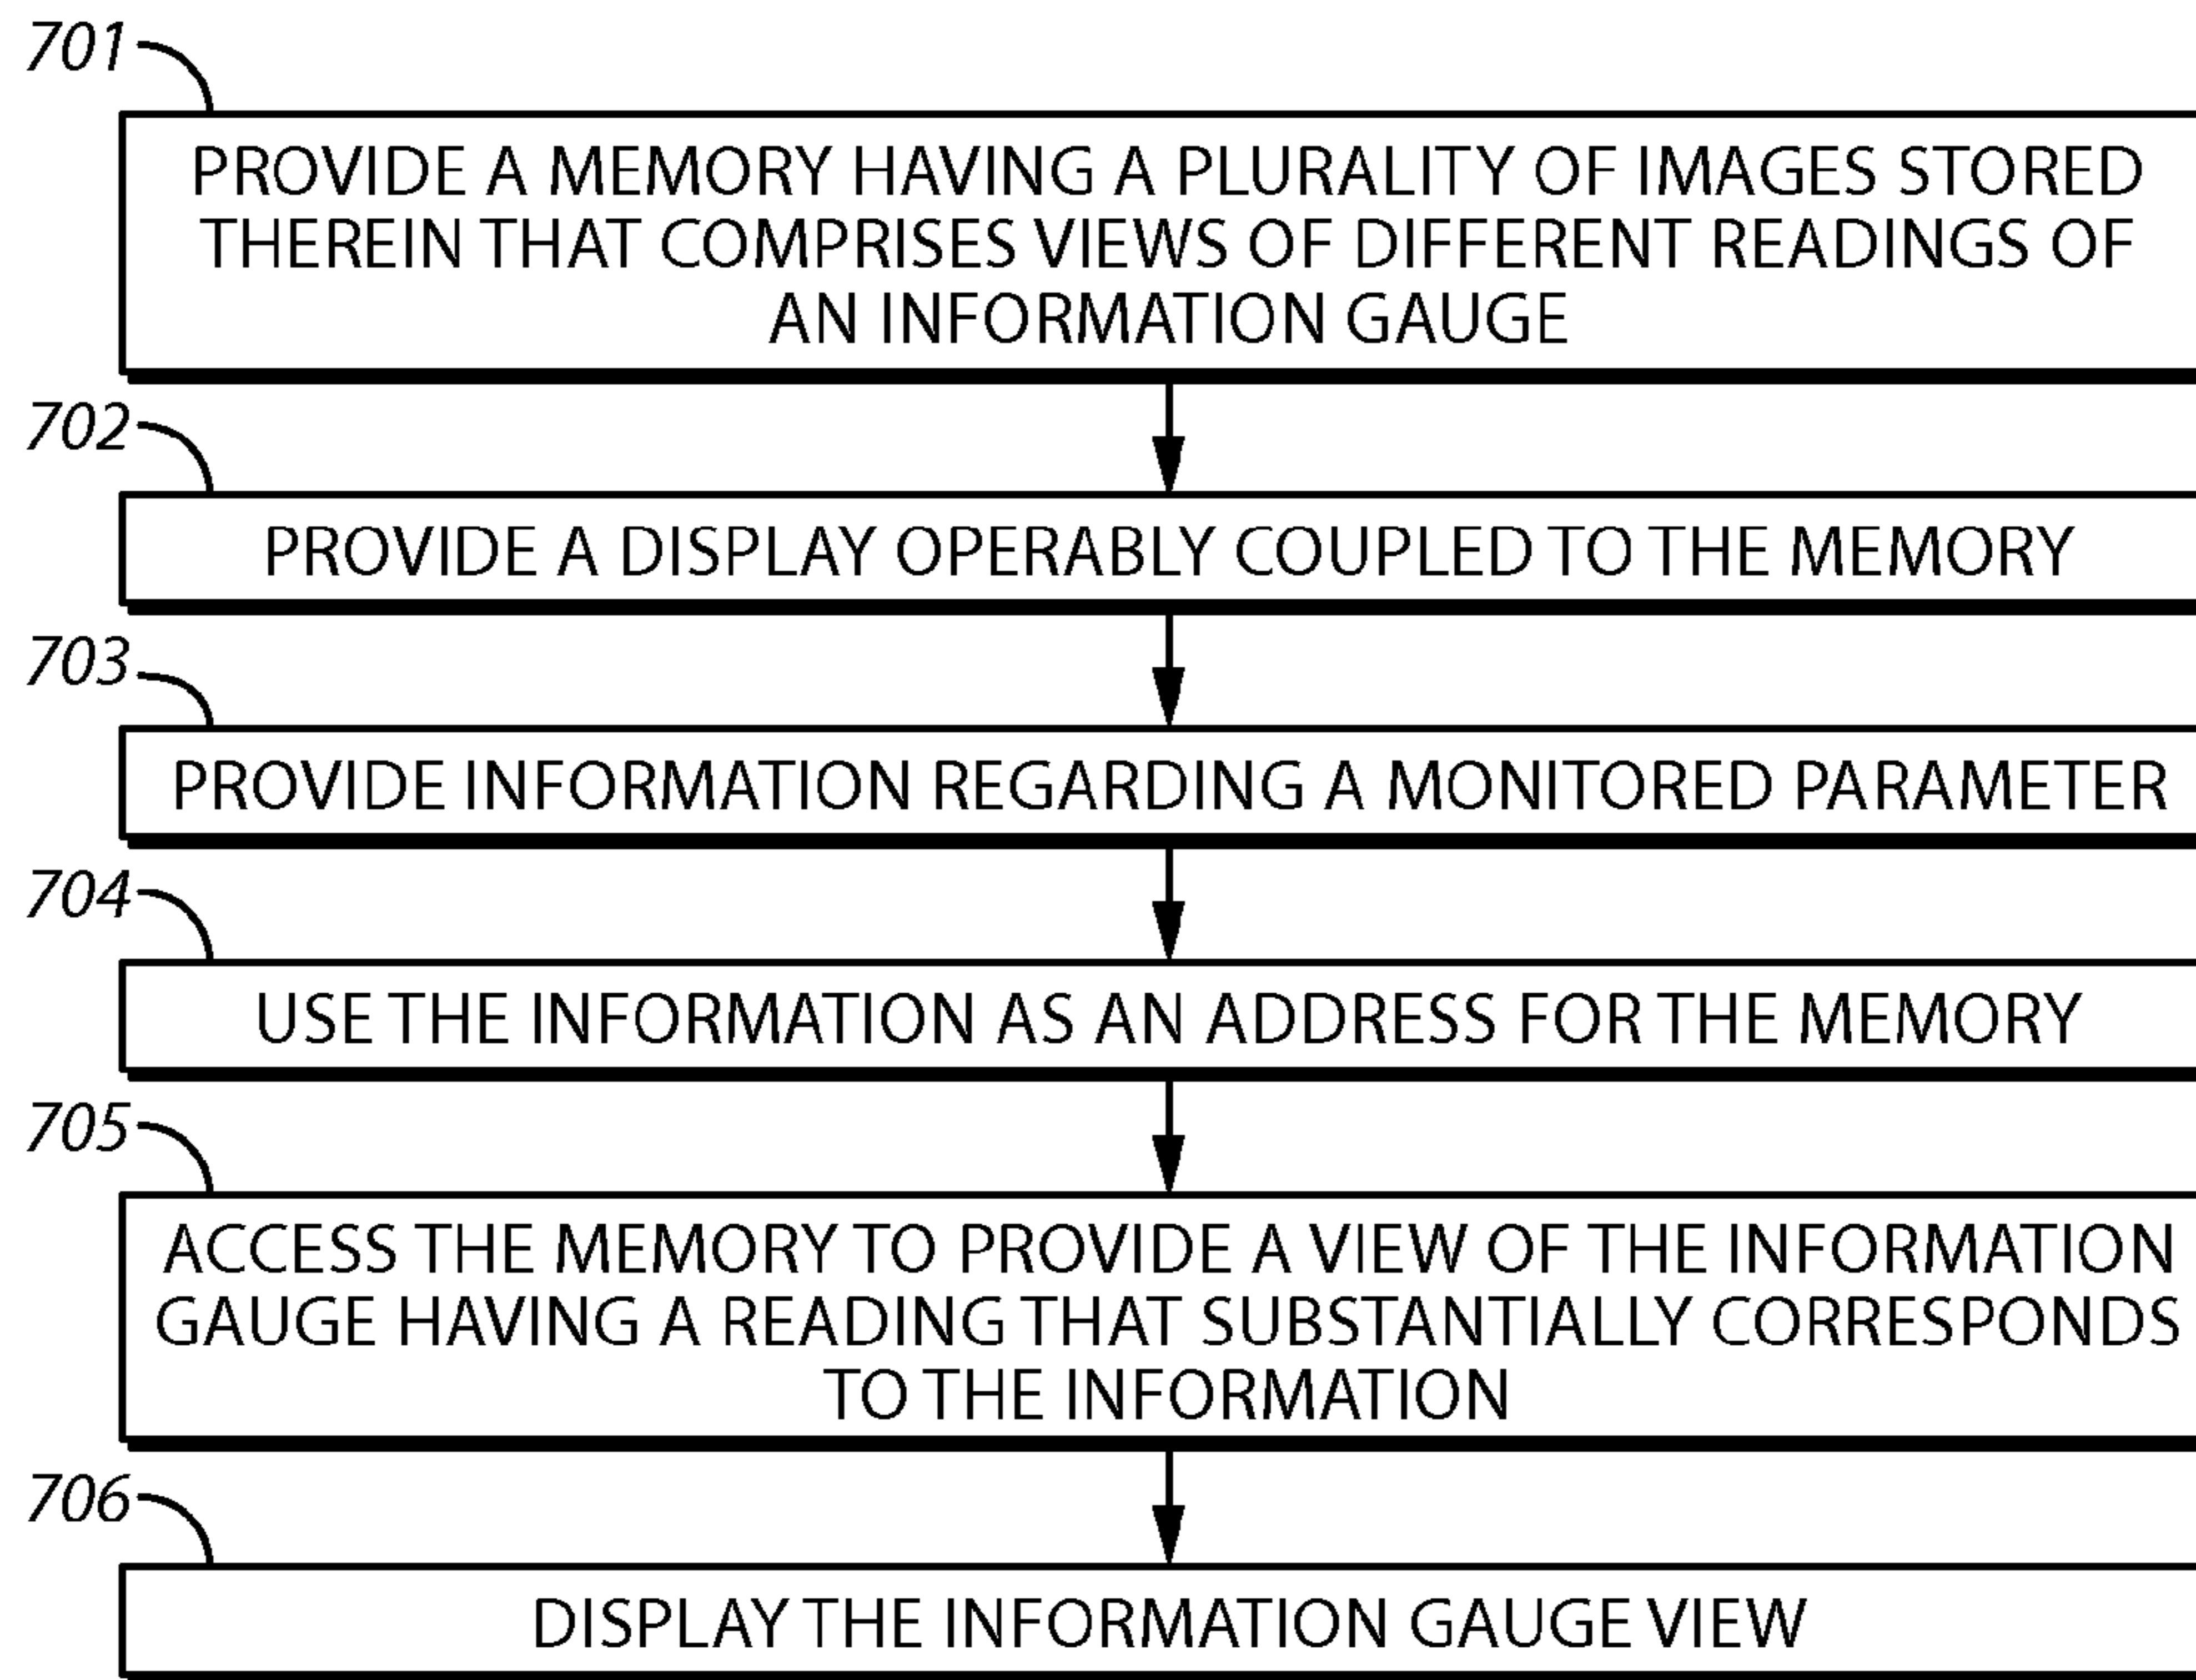 701
PROVIDE A MEMORY HAVING A PLURALITY OF IMAGES STORED
THEREIN THAT COMPRISES VIEWS OF DIFFERENT READINGS OF
AN INFORMATION GAUGE
702
PROVIDE A DISPLAY OPERABLY COUPLED TO THE MEMORY
703
PROVIDE INFORMATION REGARDING A MONITORED PARAMETER
704
USE THE INFORMATION AS AN ADDRESS FOR THE MEMORY
705
ACCESS THE MEMORY TO PROVIDE A VIEW OF THE INFORMATION
GAUGE HAVING A READING THAT SUBSTANTIALLY CORRESPONDS
TO THE INFORMATION
706
DISPLAY THE INFORMATION GAUGE VIEW